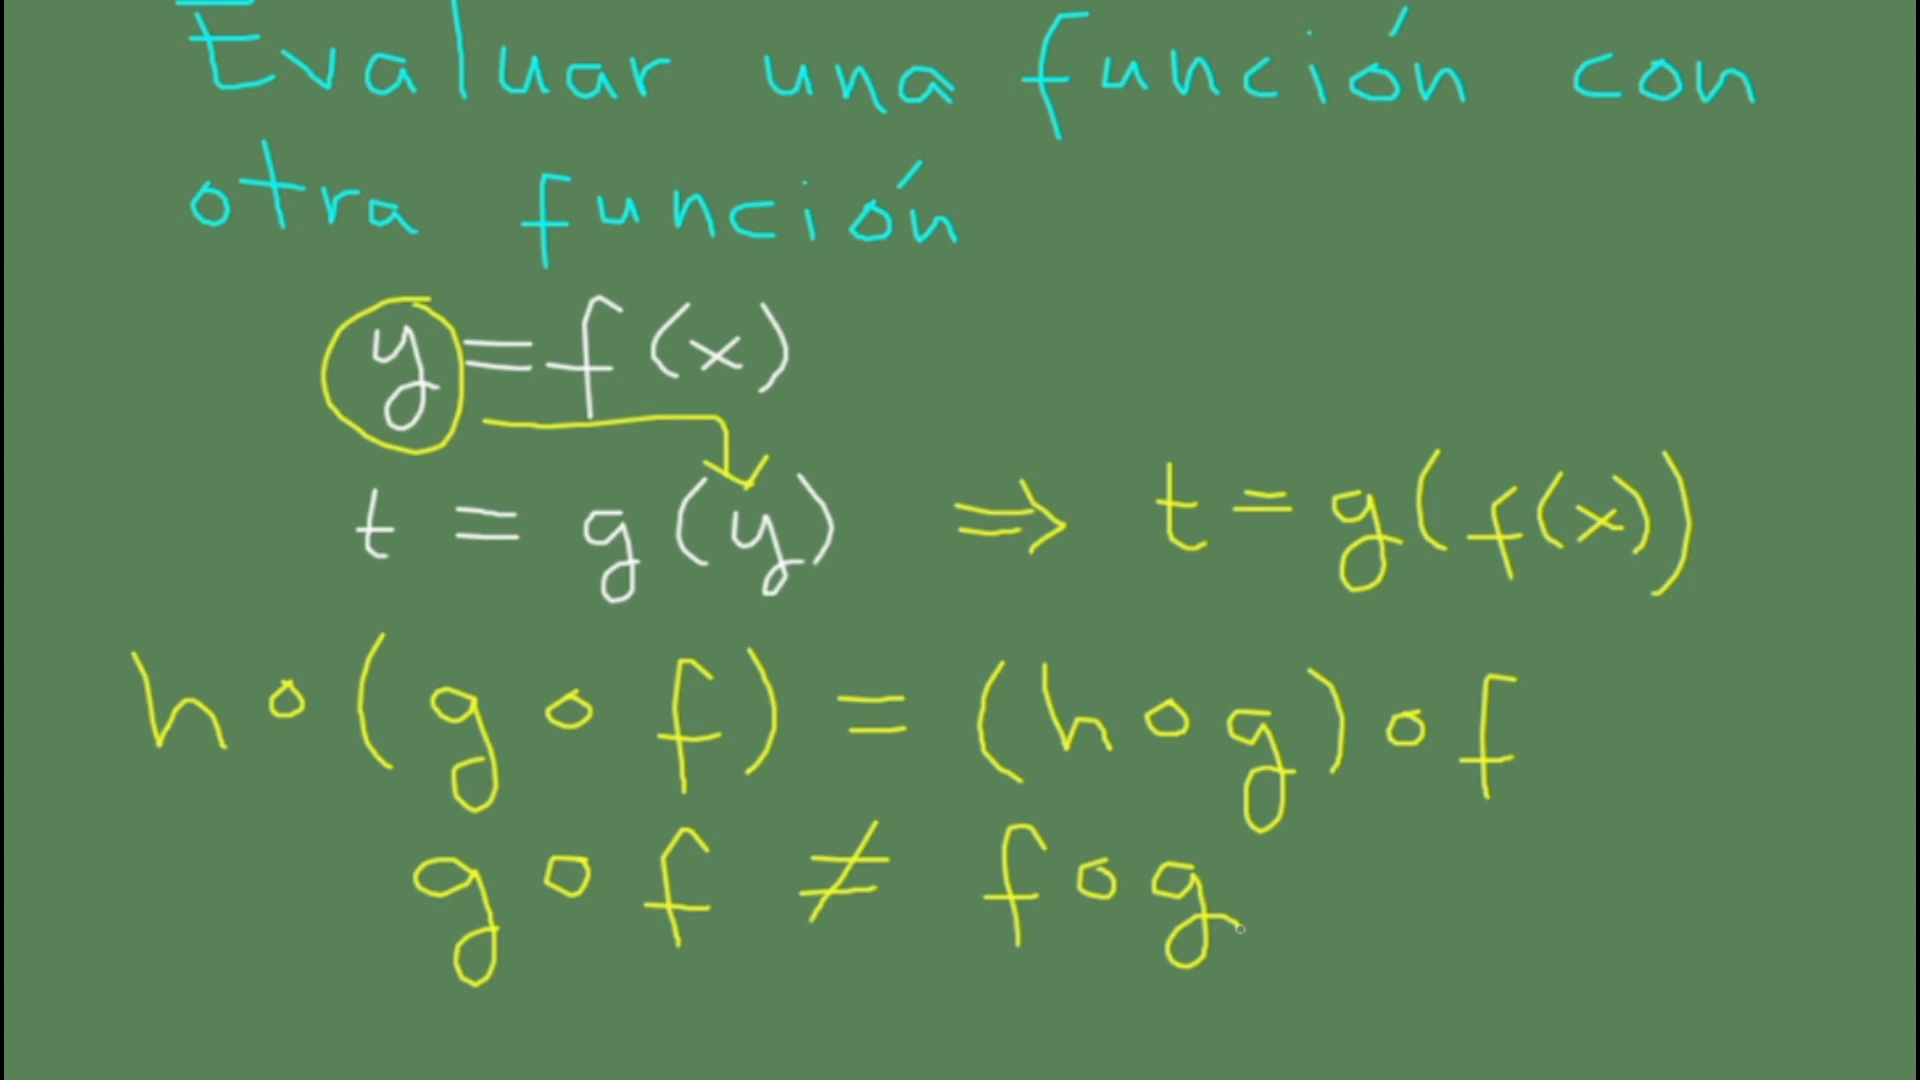 Evaluar una función con
otra función
y = f(x)
t = g(y) ⇒ t = g(f(x))
h ∘ (g ∘ f) = (h ∘ g) ∘ f
g ∘ f ≠ f ∘ g